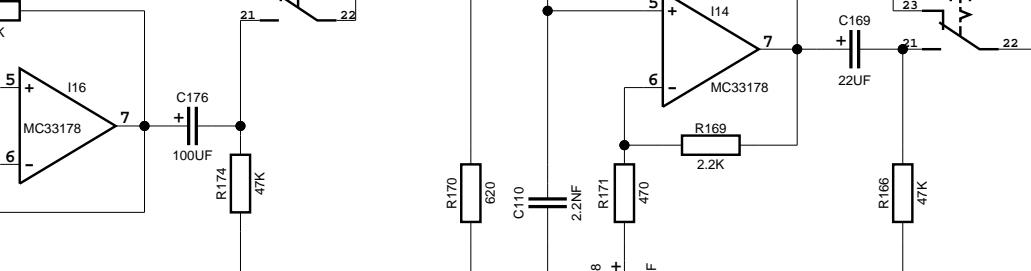 K
5
+
I16
MC33178
6
-
7
C176
+
100UF
21
22
R174
47K
R170
620
C110
2.2NF
5
+
I14
7
6
-
MC33178
R169
2.2K
R171
470
8
+
F
C169
+
22UF
23
21
22
R166
47K